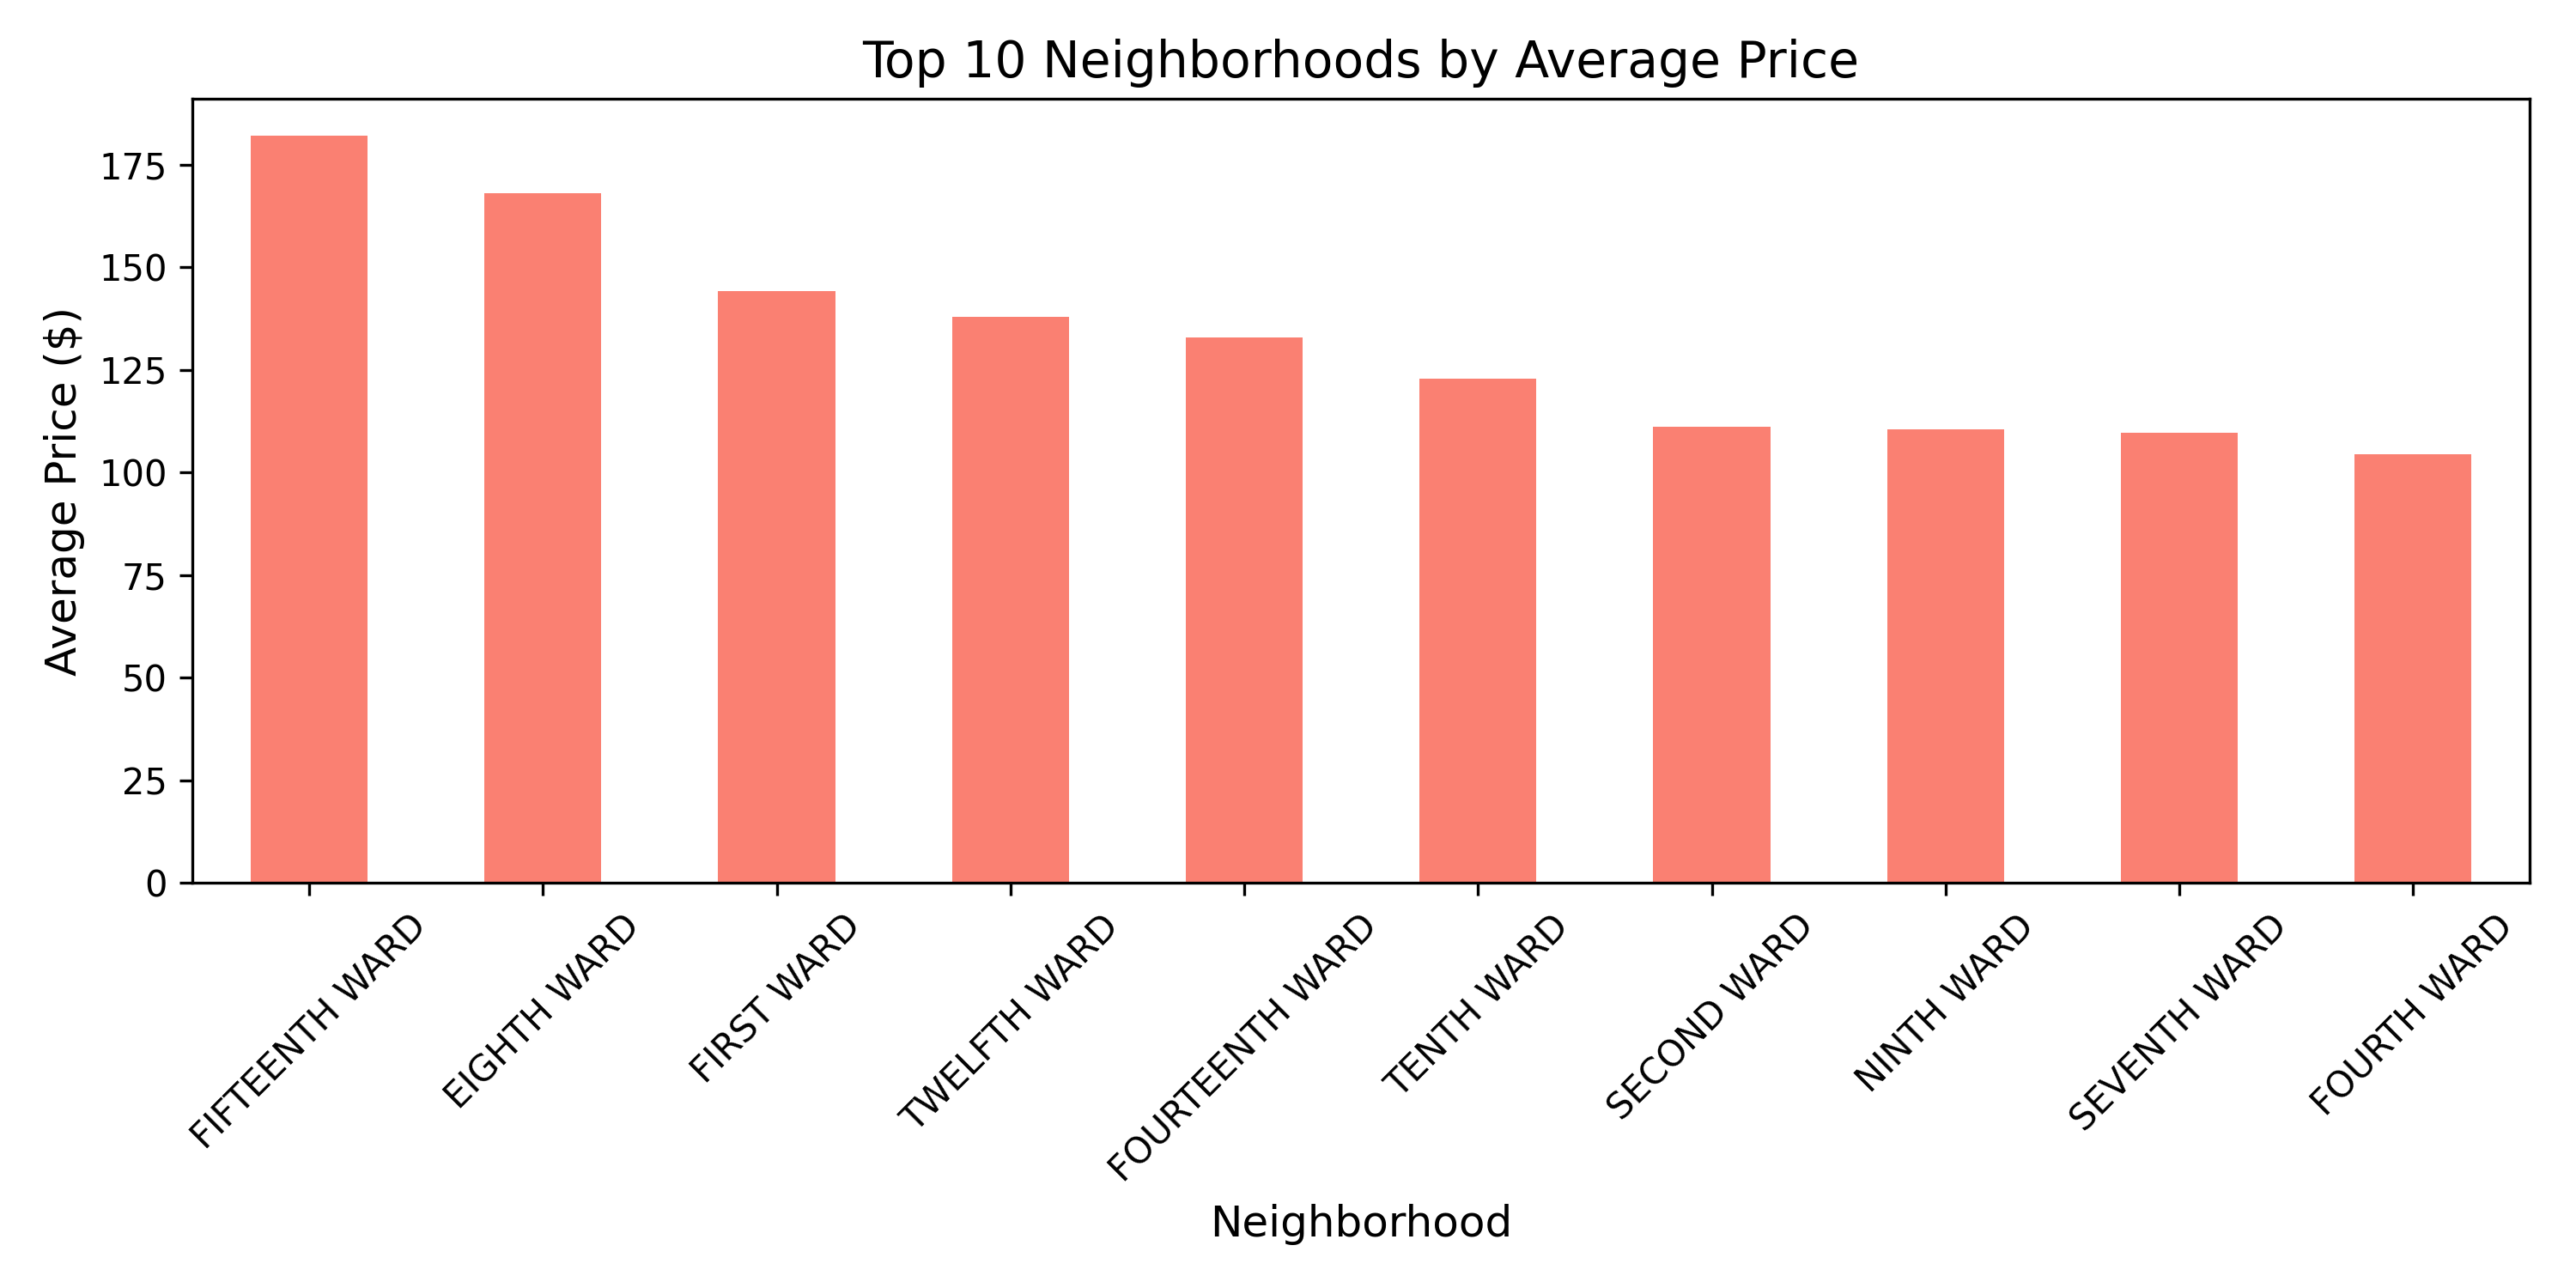 Top 10 Neighborhoods by Average Price
Average Price ($)
175
150
125
100
75
50
25
0
FIFTEENTH WARD
EIGHTH WARD
FIRST WARD
TWELFTH WARD
FOURTEENTH WARD
TENTH WARD
SECOND WARD
NINTH WARD
SEVENTH WARD
FOURTH WARD
Neighborhood